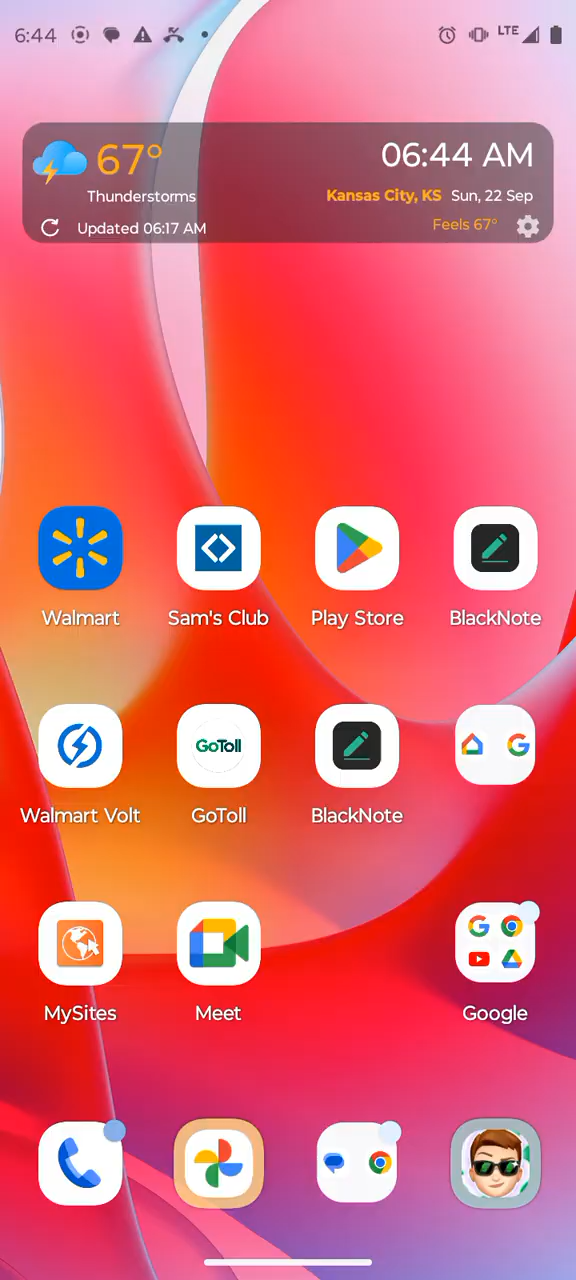 6:44
LTE
67°
06:44 AM
Thunderstorms
Kansas City, KS Sun, 22 Sep
Updated 06:17 AM
Feels 67°
Walmart
Sam's Club
Play Store
BlackNote
GoToll
Walmart Volt
GoToll
BlackNote
MySites
Meet
Google